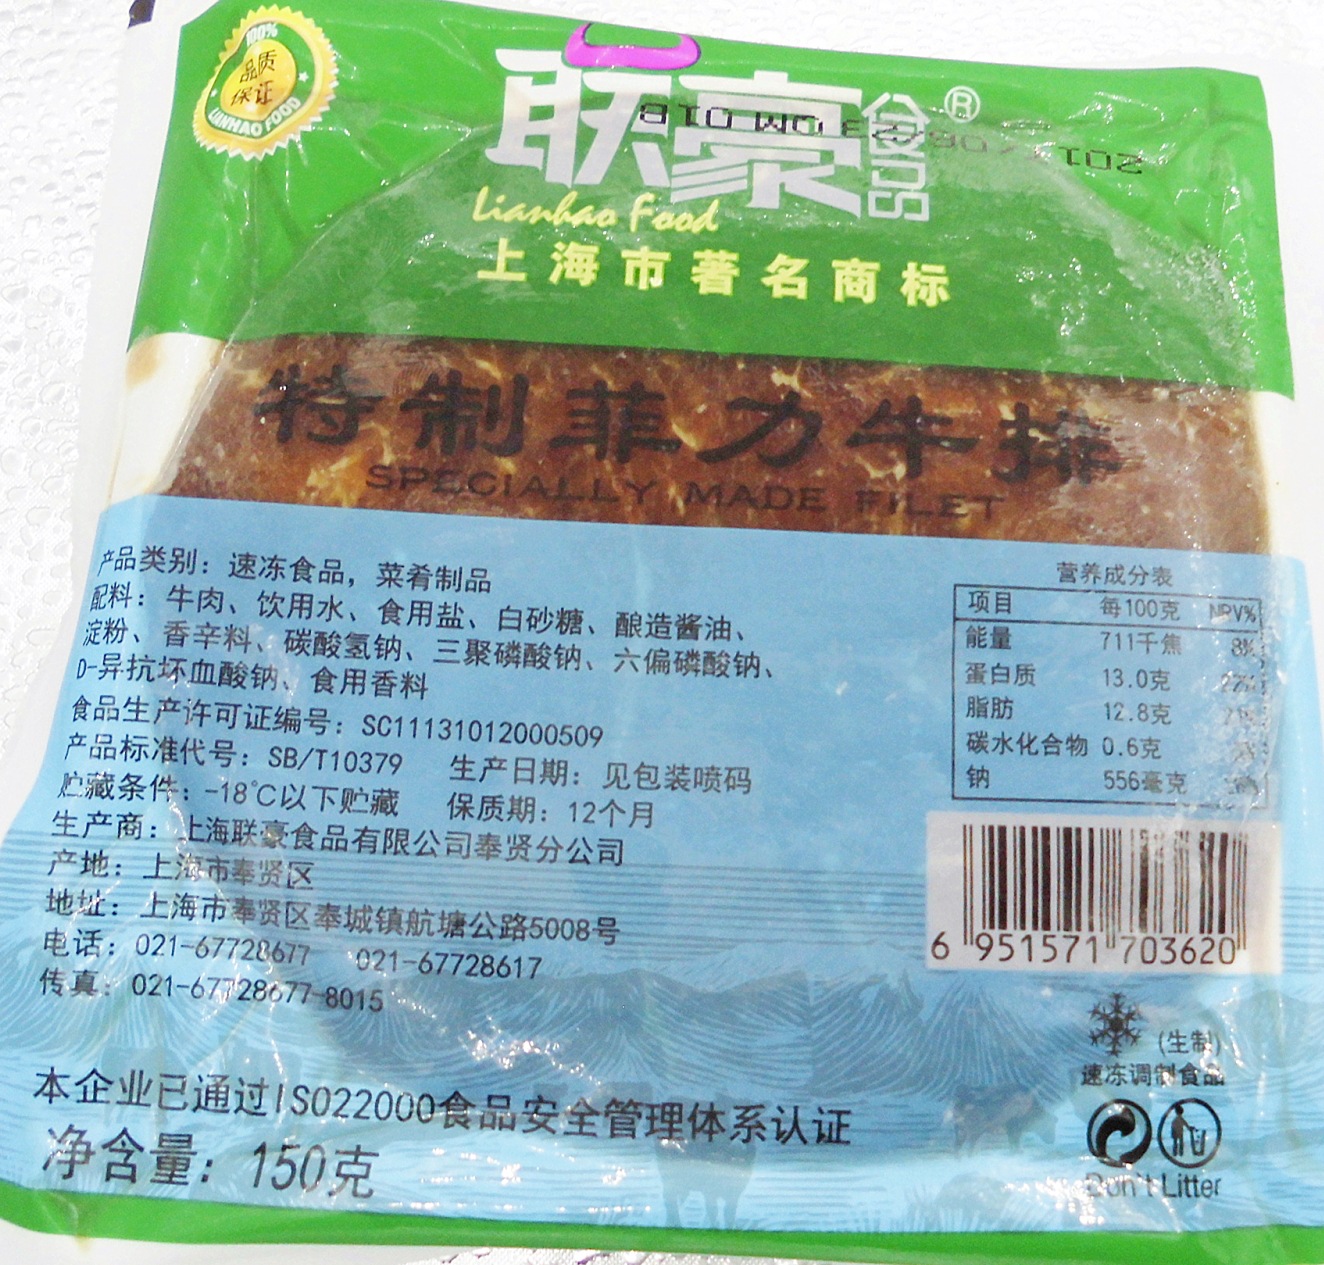 100%
品质
保证
LIANHAO FOOD
联豪
SUNS
®
Lianhao Food
上海市著名商标
特制菲力牛排
SPECIALLY MADE FILET
产品类别：速冻食品，菜肴制品
配料：牛肉、饮用水、食用盐、白砂糖、酿造酱油、
淀粉、香辛料、碳酸氢钠、三聚磷酸钠、六偏磷酸钠、
D-异抗坏血酸钠、食用香料
食品生产许可证编号：SC11131012000509
产品标准代号：SB/T10379 生产日期：见包装喷码
贮藏条件：-18℃以下贮藏 保质期：12个月
生产商：上海联豪食品有限公司奉贤分公司
产地：上海市奉贤区
地址：上海市奉贤区奉城镇航塘公路5008号
电话：021-67728677 021-67728617
传真：021-67728677-8015
本企业已通过ISO22000食品安全管理体系认证
净含量：150克
营养成分表
项目 每100克 NRV%
能量 711千焦 8%
蛋白质 13.0克
脂肪 12.8克
碳水化合物 0.6克
钠 556毫克
6 951571 703620
(生制)
速冻调制食品
Don't Litter